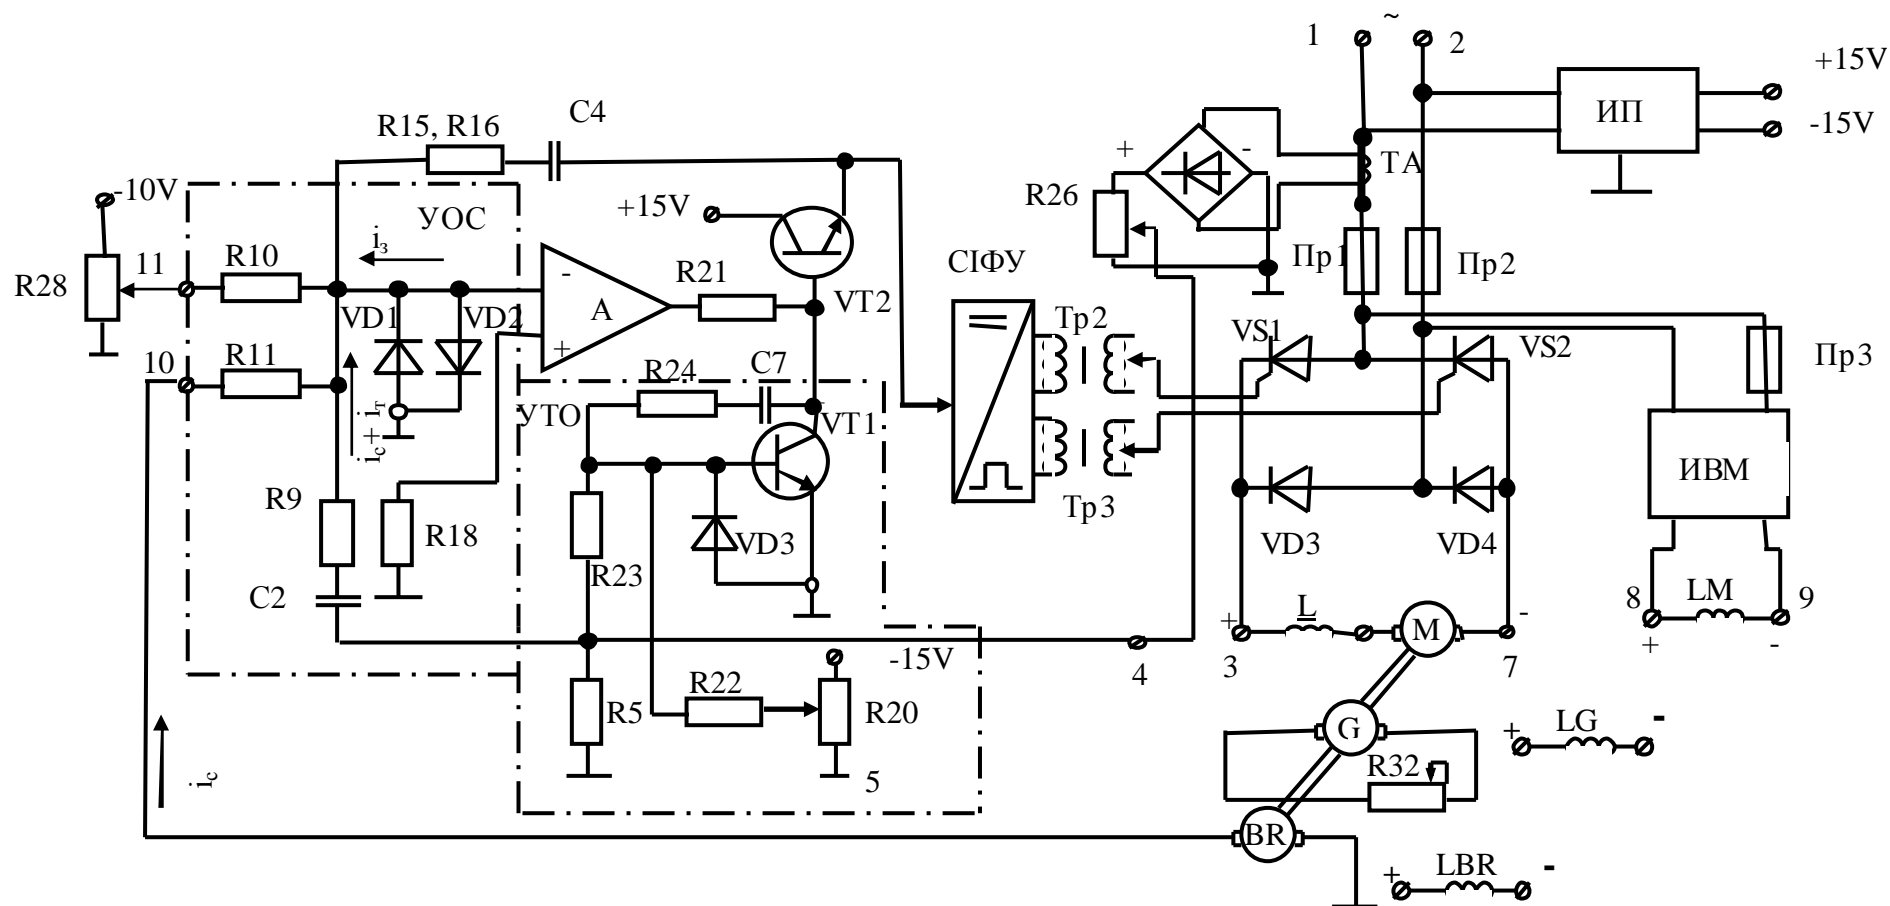 1
~
2
+15V
ИП
-15V
C4
R15, R16
+
-
TA
-10V
УОС
+15V
R26
iз
R10
11
R28
R21
СІФУ
Пр1
Пр2
-
A
VT2
VD1
VD2
Тр2
VS1
VS2
10
R11
+
C7
R24
Пр3
УТО
VT1
iс+ iт
ИВМ
R9
R18
Тр3
VD3
VD3
VD4
R23
C2
8
LM
9
+
L
-
M
-15V
+
-
3
7
4
R22
R5
R20
G
+
LG
-
R32
5
iс
BR
LBR
+
-